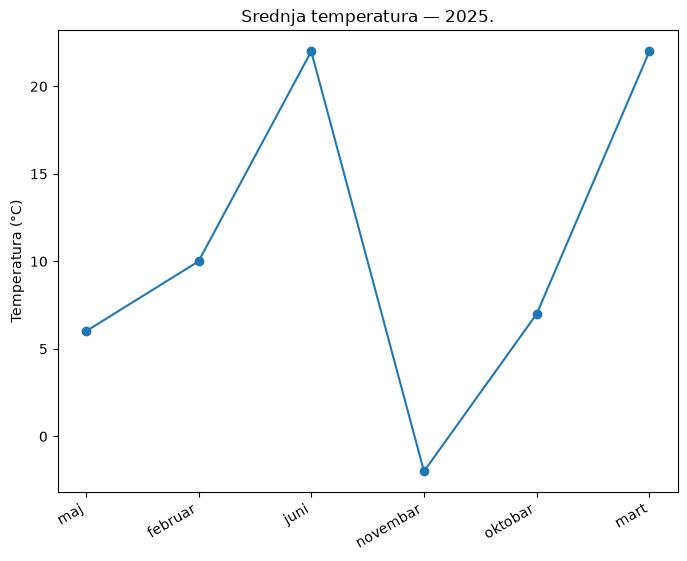 Srednja temperatura — 2025.
Temperatura (°C)
20
15
10
5
0
maj
februar
juni
novembar
oktobar
mart